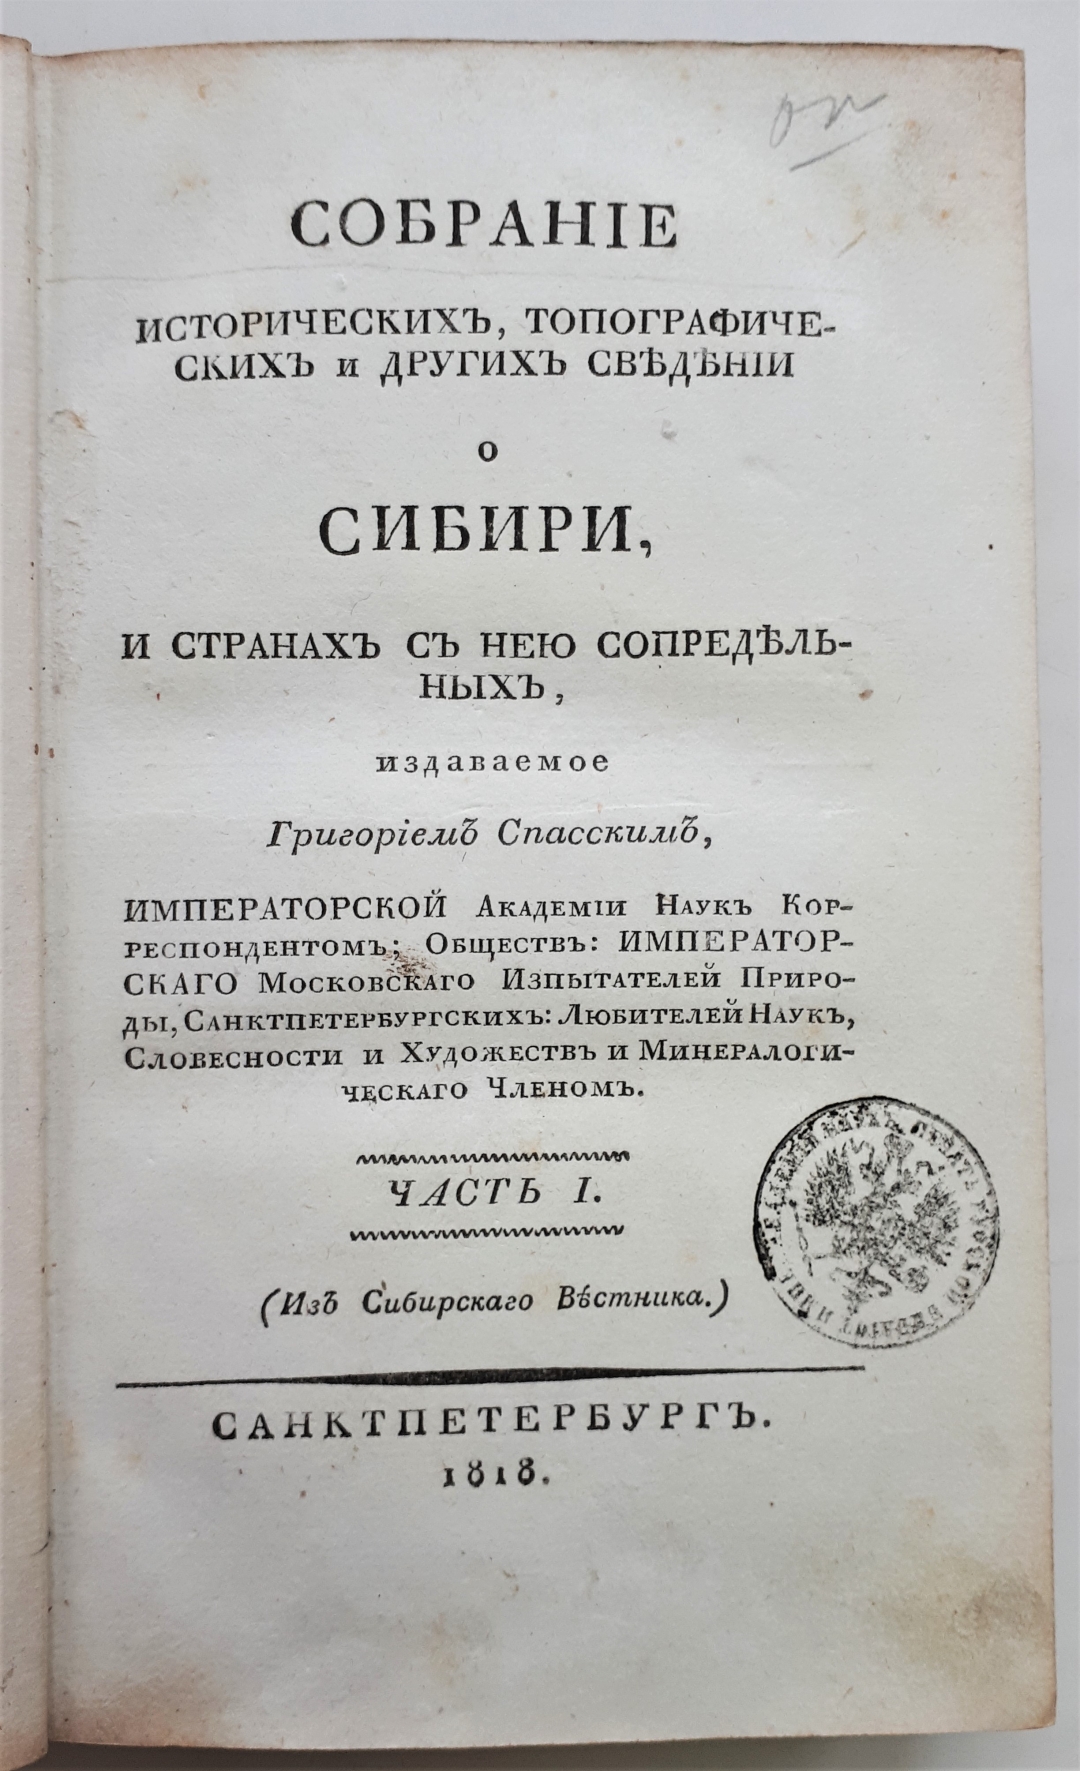 СОБРАНІЕ
ИСТОРИЧЕСКИХЪ, ТОПОГРАФИЧЕ-
СКИХЪ и ДРУГИХЪ СВѢДѢНІИ
О
СИБИРИ,
И СТРАНАХЪ СЪ НЕЮ СОПРЕДѢЛЬ-
НЫХЪ,
издаваемое
Григоріемъ Спасскимъ,
ИМПЕРАТОРСКОЙ Академіи Наукъ Кор-
респондентомъ; Обществъ: ИМПЕРАТОР-
СКАГО Московскаго Изпытателей Приро-
ды, Санктпетербургскихъ: Любителей Наукъ,
Словесности и Художествъ и Минералоги-
ческаго Членомъ.
ЧАСТЬ I.
(Изъ Сибирскаго Вѣстника.)
САНКТПЕТЕРБУРГЪ.
1818.